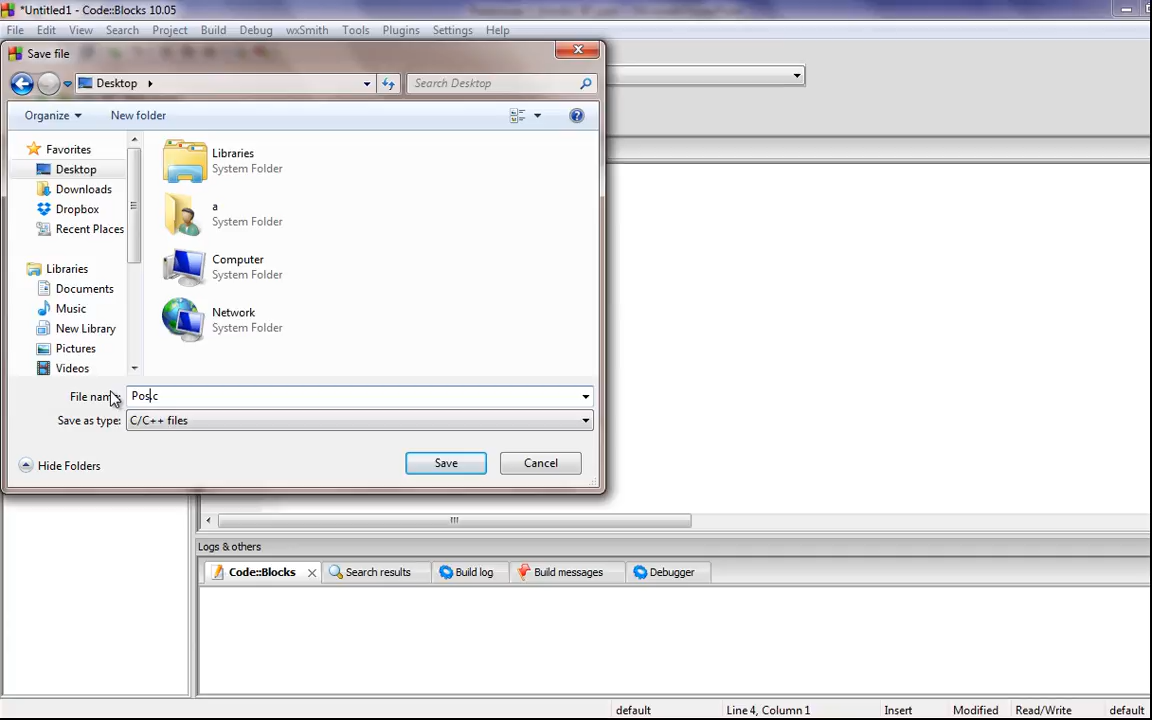 *Untitled1 - Code::Blocks 10.05
File Edit View Search Project Build Debug wxSmith Tools Plugins Settings Help
Save file
Desktop
Search Desktop
Organize
New folder
Favorites
Desktop
Downloads
Dropbox
Recent Places
Libraries
Documents
Music
New Library
Pictures
Videos
Libraries
System Folder
a
System Folder
Computer
System Folder
Network
System Folder
File name:
Pos.c
Save as type:
C/C++ files
Hide Folders
Save
Cancel
Logs & others
Code::Blocks
Search results
Build log
Build messages
Debugger
default
Line 4, Column 1
Insert
Modified
Read/Write
default